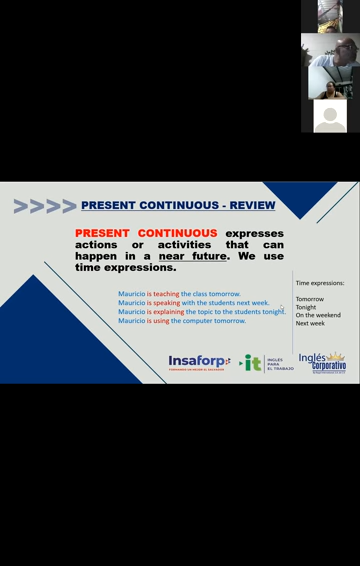 >>>> PRESENT CONTINUOUS - REVIEW
PRESENT CONTINUOUS expresses
actions or activities that can
happen in a near future. We use
time expressions.
Time expressions:
Tomorrow
Tonight
On the weekend
Next week
Mauricio is teaching the class tomorrow.
Mauricio is speaking with the students next week.
Mauricio is explaining the topic to the students tonight.
Mauricio is using the computer tomorrow.
Insaforp
it
INGLÉS
PARA
EL TRABAJO
Inglés
Corporativo